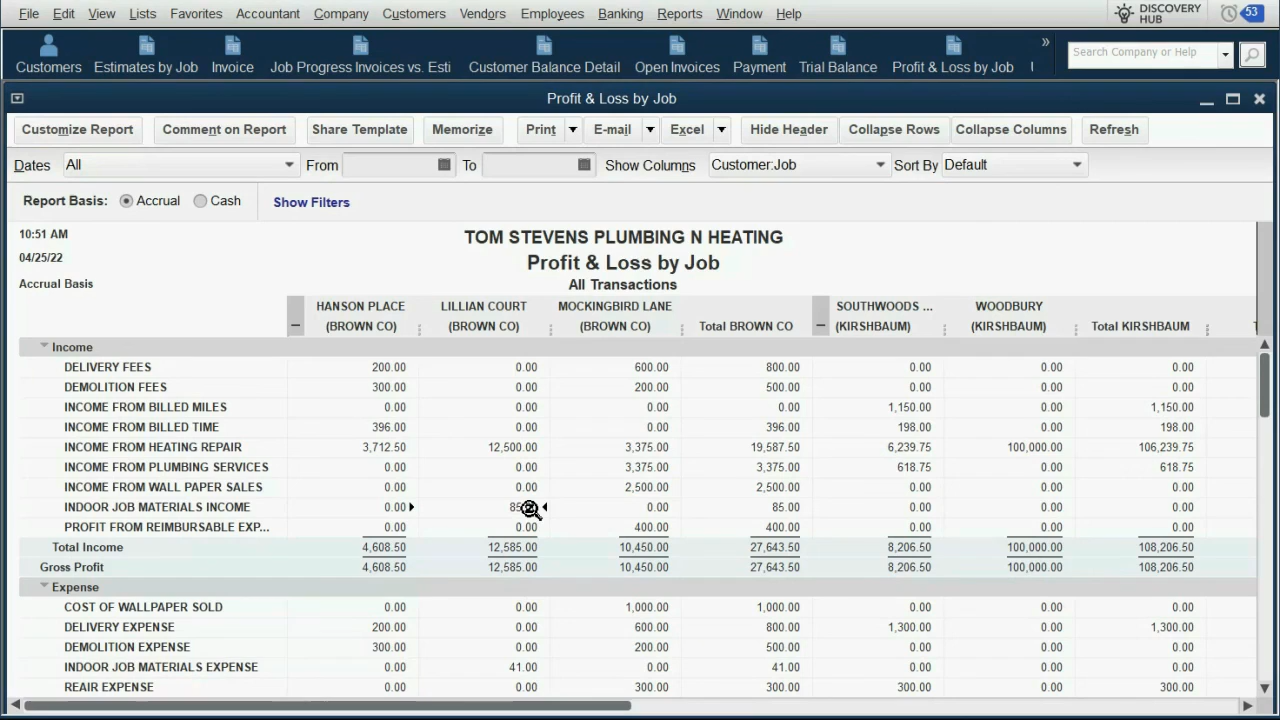 File Edit View Lists Favorites Accountant Company Customers Vendors Employees Banking Reports Window Help DISCOVERY HUB 53
Customers Estimates by Job Invoice Job Progress Invoices vs. Esti Customer Balance Detail Open Invoices Payment Trial Balance Profit & Loss by Job » Search Company or Help
Profit & Loss by Job
Customize Report Comment on Report Share Template Memorize Print E-mail Excel Hide Header Collapse Rows Collapse Columns Refresh
Dates All From To Show Columns Customer:Job Sort By Default
Report Basis: Accrual Cash Show Filters
10:51 AM
04/25/22
Accrual Basis
TOM STEVENS PLUMBING N HEATING
Profit & Loss by Job
All Transactions
HANSON PLACE LILLIAN COURT MOCKINGBIRD LANE SOUTHWOODS ... WOODBURY
(BROWN CO) (BROWN CO) (BROWN CO) Total BROWN CO (KIRSHBAUM) (KIRSHBAUM) Total KIRSHBAUM
Income
DELIVERY FEES 200.00 0.00 600.00 800.00 0.00 0.00 0.00
DEMOLITION FEES 300.00 0.00 200.00 500.00 0.00 0.00 0.00
INCOME FROM BILLED MILES 0.00 0.00 0.00 0.00 1,150.00 0.00 1,150.00
INCOME FROM BILLED TIME 396.00 0.00 0.00 396.00 198.00 0.00 198.00
INCOME FROM HEATING REPAIR 3,712.50 12,500.00 3,375.00 19,587.50 6,239.75 100,000.00 106,239.75
INCOME FROM PLUMBING SERVICES 0.00 0.00 3,375.00 3,375.00 618.75 0.00 618.75
INCOME FROM WALL PAPER SALES 0.00 0.00 2,500.00 2,500.00 0.00 0.00 0.00
INDOOR JOB MATERIALS INCOME 0.00 0.00 85.00 0.00 0.00 0.00
PROFIT FROM REIMBURSABLE EXP... 0.00 0.00 400.00 400.00 0.00 0.00 0.00
Total Income 4,608.50 12,585.00 10,450.00 27,643.50 8,206.50 100,000.00 108,206.50
Gross Profit 4,608.50 12,585.00 10,450.00 27,643.50 8,206.50 100,000.00 108,206.50
Expense
COST OF WALLPAPER SOLD 0.00 0.00 1,000.00 1,000.00 0.00 0.00 0.00
DELIVERY EXPENSE 200.00 0.00 600.00 800.00 1,300.00 0.00 1,300.00
DEMOLITION EXPENSE 300.00 0.00 200.00 500.00 0.00 0.00 0.00
INDOOR JOB MATERIALS EXPENSE 0.00 41.00 0.00 41.00 0.00 0.00 0.00
REAIR EXPENSE 0.00 0.00 300.00 300.00 300.00 0.00 300.00